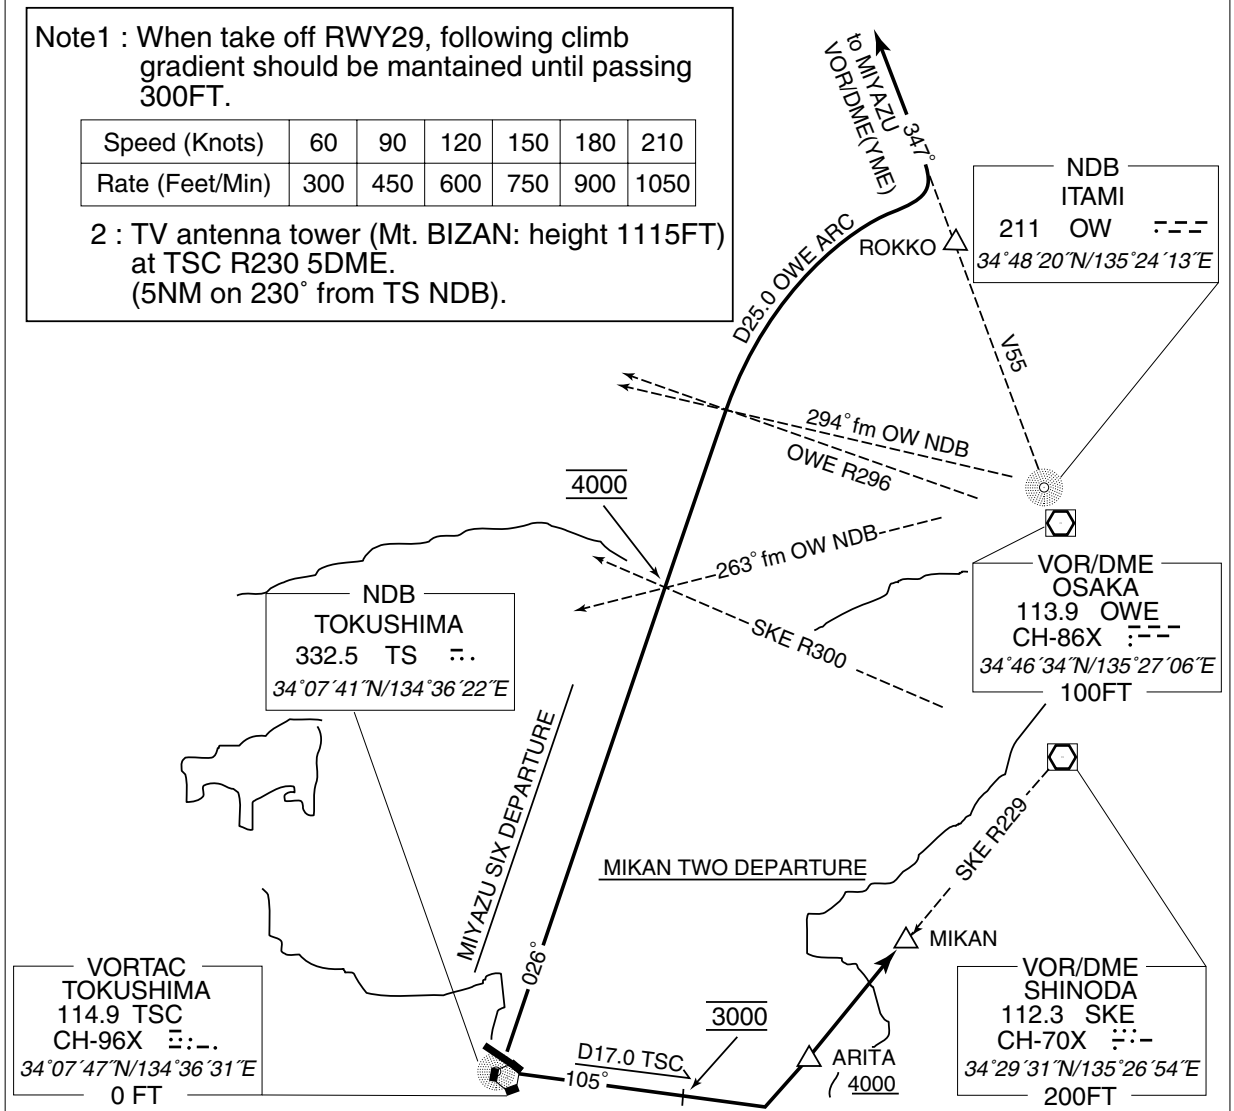 Note1 : When take off RWY29, following climb
gradient should be mantained until passing
300FT.
Speed (Knots) 60 90 120 150 180 210
Rate (Feet/Min) 300 450 600 750 900 1050
2 : TV antenna tower (Mt. BIZAN: height 1115FT)
at TSC R230 5DME.
(5NM on 230° from TS NDB).
to MIYAZU
VOR/DME(YME)
347°
NDB
ITAMI
211 OW
34°48´20˝N/135°24´13˝E
ROKKO
D25.0 OWE ARC
V55
294° fm OW NDB
OWE R296
4000
263° fm OW NDB
SKE R300
VOR/DME
OSAKA
113.9 OWE
CH-86X
34°46´34˝N/135°27´06˝E
100FT
NDB
TOKUSHIMA
332.5 TS
34°07´41˝N/134°36´22˝E
MIYAZU SIX DEPARTURE
026°
MIKAN TWO DEPARTURE
SKE R229
MIKAN
VORTAC
TOKUSHIMA
114.9 TSC
CH-96X
34°07´47˝N/134°36´31˝E
0 FT
VOR/DME
SHINODA
112.3 SKE
CH-70X
34°29´31˝N/135°26´54˝E
200FT
3000
D17.0 TSC
105°
ARITA
4000